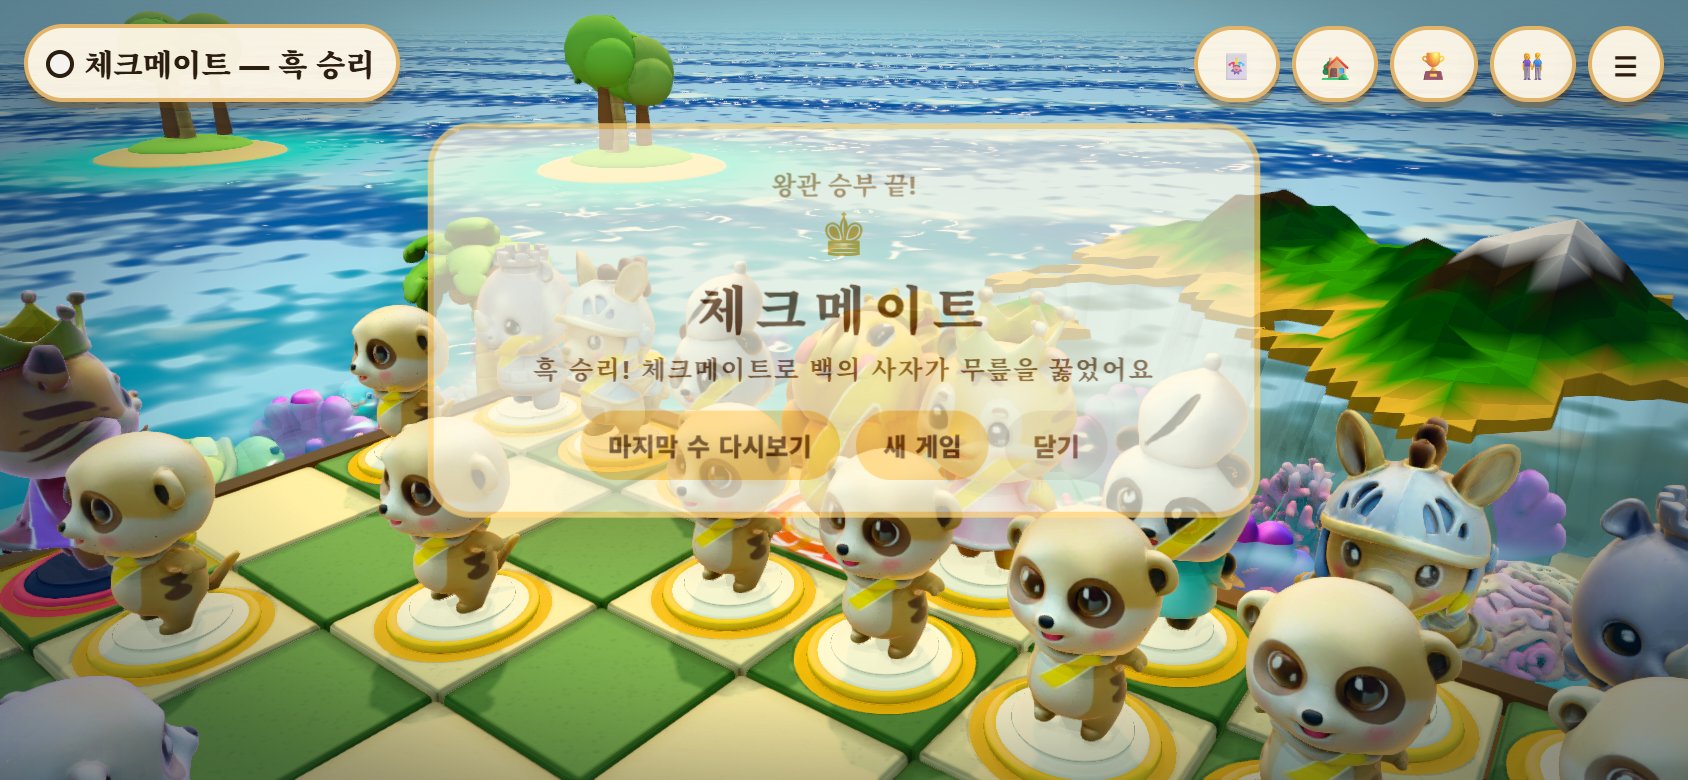 체크메이트 — 흑 승리
왕관 승부 끝!
체크메이트
흑 승리! 체크메이트로 백의 사자가 무릎을 꿇었어요
마지막 수 다시보기
새 게임
닫기